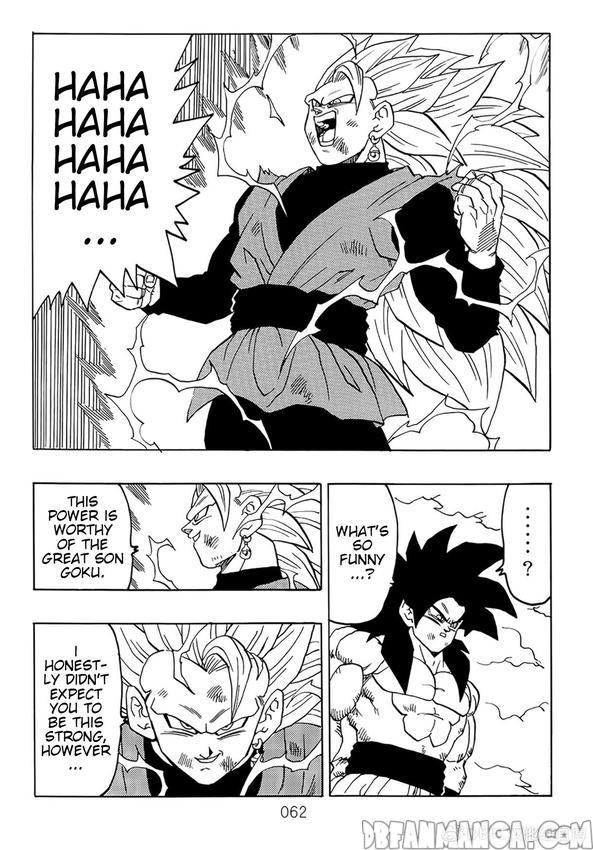 HAHA
HAHA
HAHA
HAHA
...
THIS
POWER IS
WORTHY
OF THE
GREAT SON
GOKU.
......?
WHAT'S
SO
FUNNY
...?
I
HONEST-
LY DIDN'T
EXPECT
YOU TO
BE THIS
STRONG,
HOWEVER
...
062
DBFANMANGA.COM